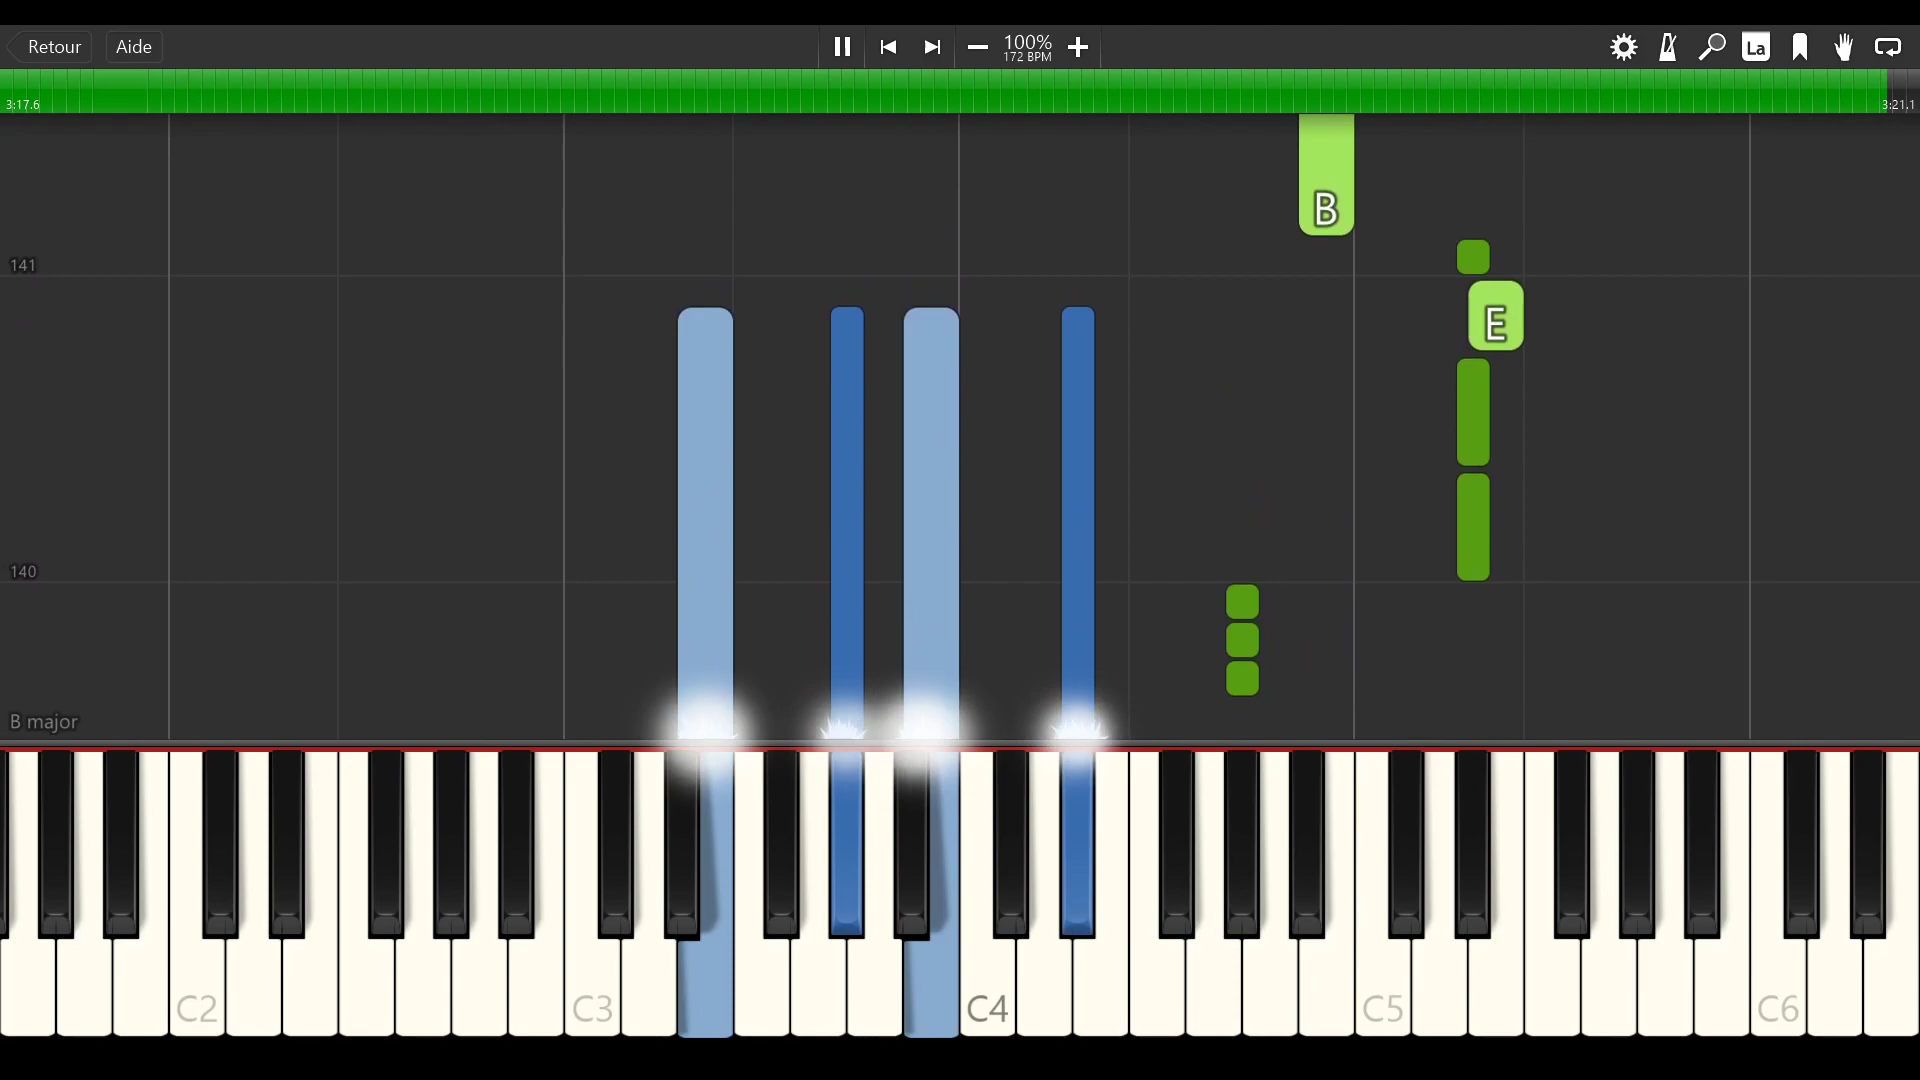 Retour
Aide
100%
172 BPM
La
3:17.6
3:21.1
B
141
E
140
B major
C2
C3
C4
C5
C6